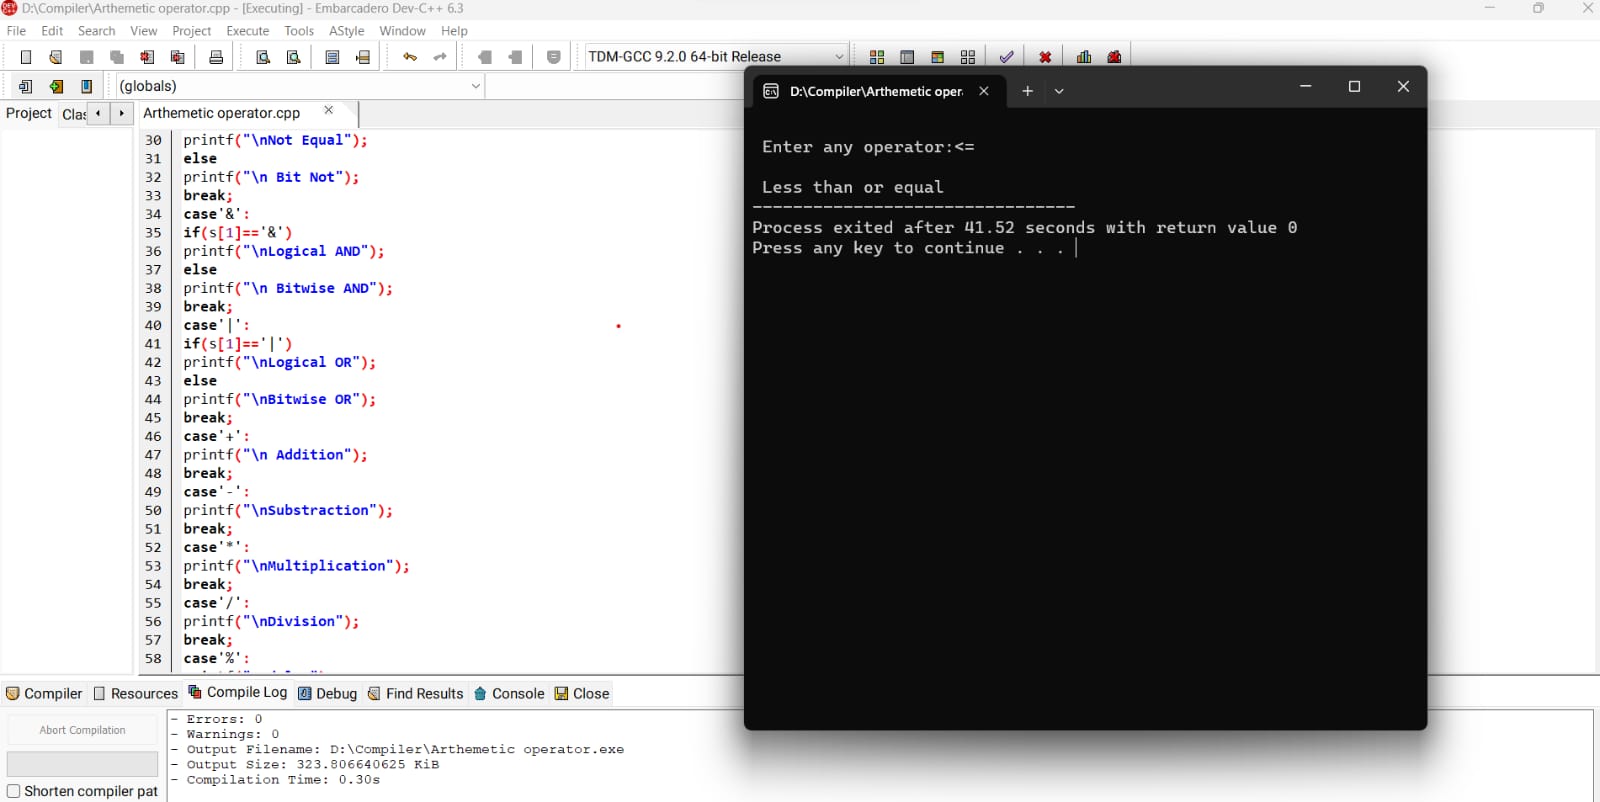 D:\Compiler\Arthemetic operator.cpp - [Executing] - Embarcadero Dev-C++ 6.3
File Edit Search View Project Execute Tools AStyle Window Help
TDM-GCC 9.2.0 64-bit Release
(globals)
Project Clas
Arthemetic operator.cpp
30 printf("\nNot Equal");
31 else
32 printf("\n Bit Not");
33 break;
34 case'&':
35 if(s[1]=='&')
36 printf("\nLogical AND");
37 else
38 printf("\n Bitwise AND");
39 break;
40 case'|':
41 if(s[1]=='|')
42 printf("\nLogical OR");
43 else
44 printf("\nBitwise OR");
45 break;
46 case'+':
47 printf("\n Addition");
48 break;
49 case'-':
50 printf("\nSubstraction");
51 break;
52 case'*':
53 printf("\nMultiplication");
54 break;
55 case'/':
56 printf("\nDivision");
57 break;
58 case'%':
D:\Compiler\Arthemetic oper
Enter any operator:<=
Less than or equal
--------------------------------
Process exited after 41.52 seconds with return value 0
Press any key to continue . . .
Compiler Resources Compile Log Debug Find Results Console Close
Abort Compilation
Shorten compiler pat
- Errors: 0
- Warnings: 0
- Output Filename: D:\Compiler\Arthemetic operator.exe
- Output Size: 323.806640625 KiB
- Compilation Time: 0.30s